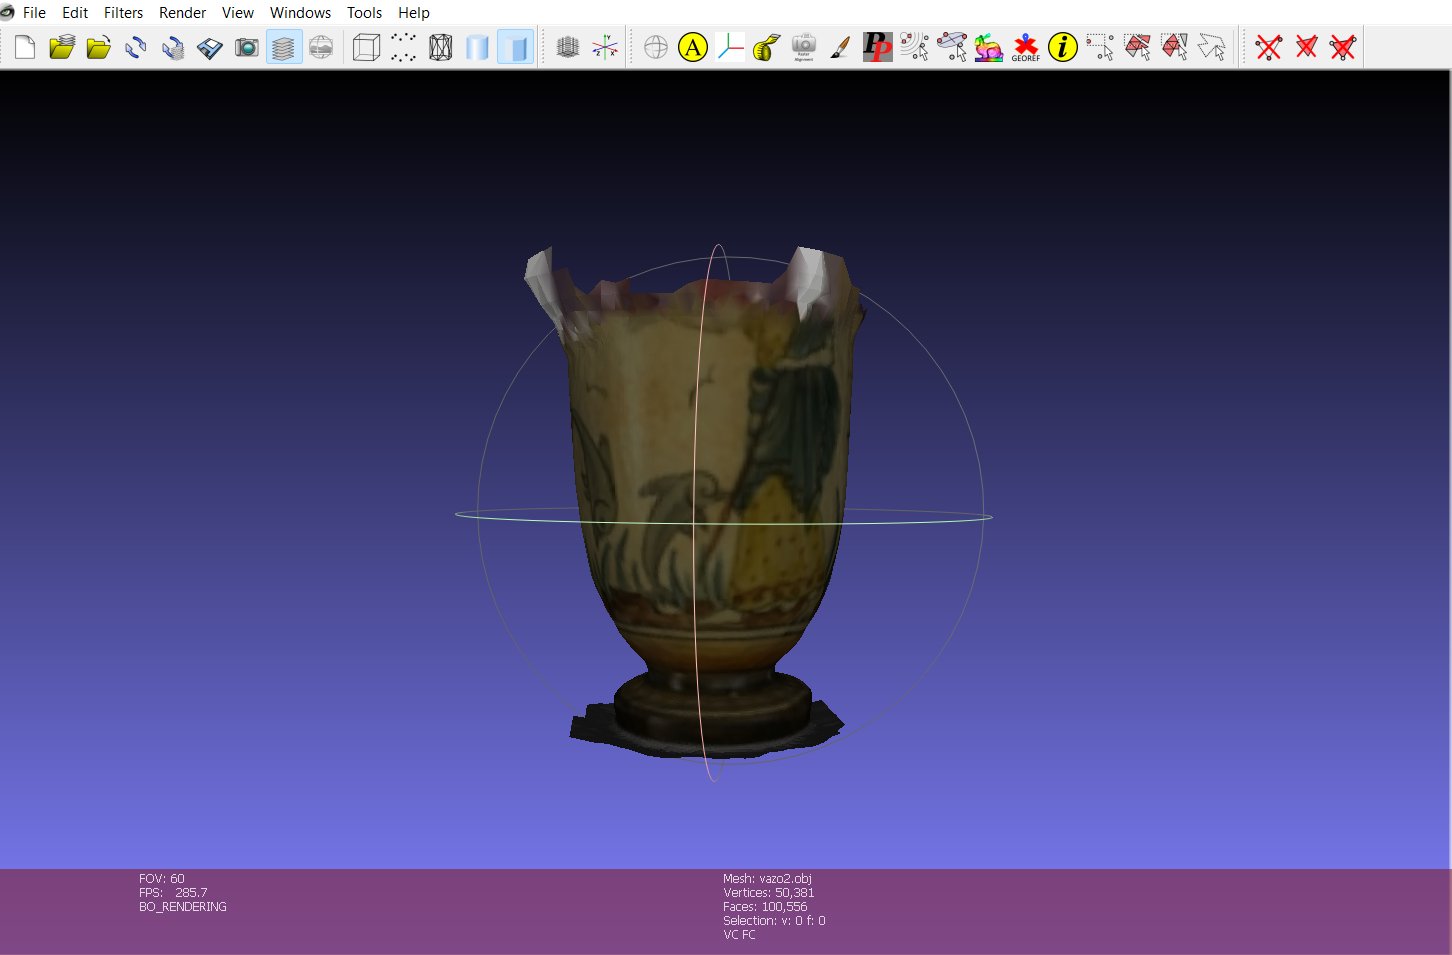 File Edit Filters Render View Windows Tools Help
A
PP
GEOREF
i
FOV: 60
FPS: 285.7
BO_RENDERING
Mesh: vazo2.obj
Vertices: 50,381
Faces: 100,556
Selection: v: 0 f: 0
VC FC